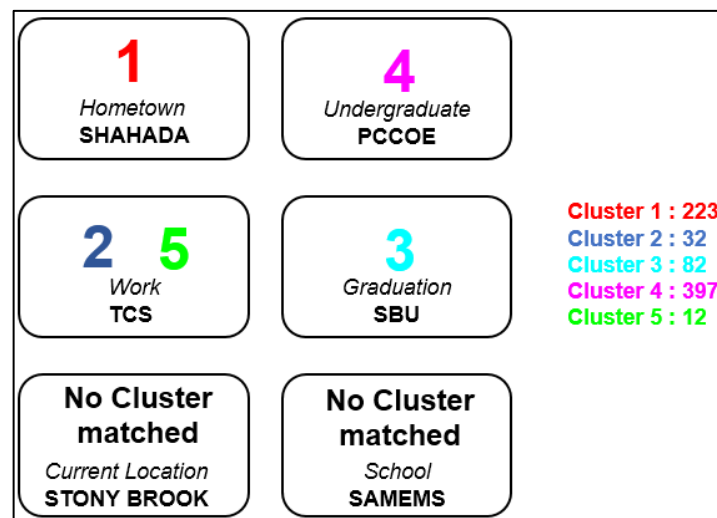 1
Hometown
SHAHADA
4
Undergraduate
PCCOE
2 5
Work
TCS
3
Graduation
SBU
Cluster 1 : 223
Cluster 2 : 32
Cluster 3 : 82
Cluster 4 : 397
Cluster 5 : 12
No Cluster
matched
Current Location
STONY BROOK
No Cluster
matched
School
SAMEMS